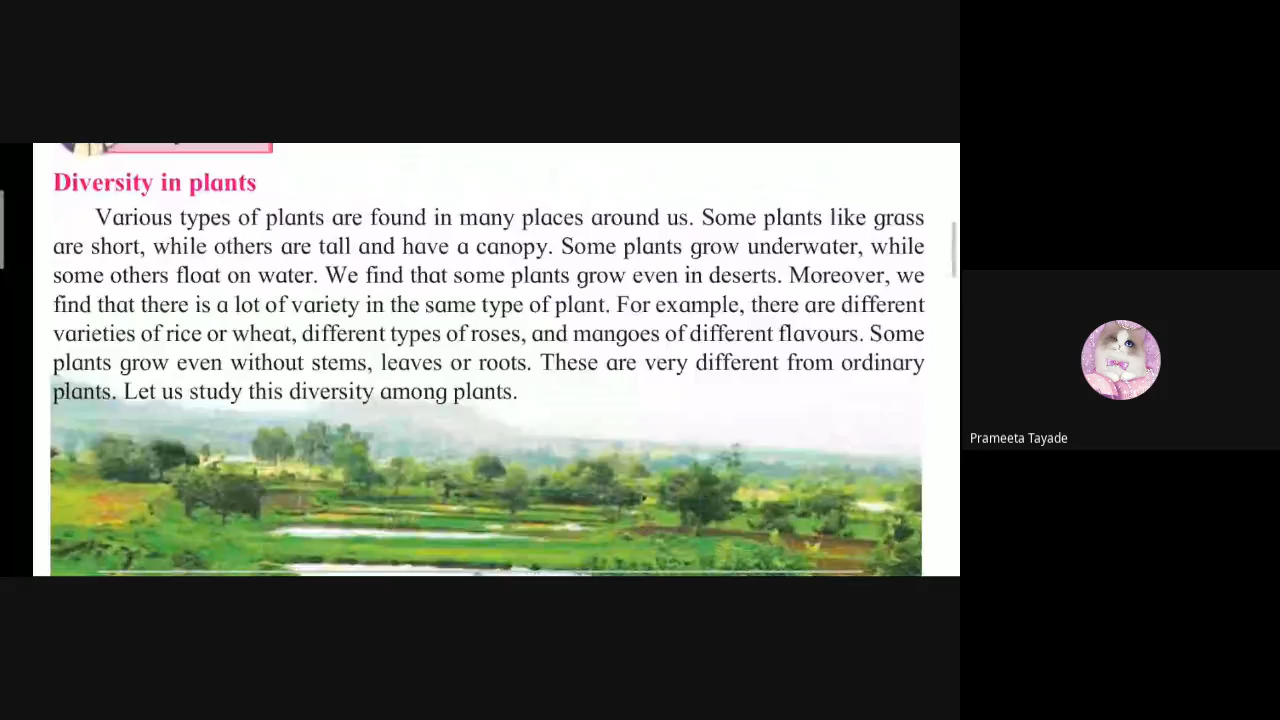 Diversity in plants
Various types of plants are found in many places around us. Some plants like grass
are short, while others are tall and have a canopy. Some plants grow underwater, while
some others float on water. We find that some plants grow even in deserts. Moreover, we
find that there is a lot of variety in the same type of plant. For example, there are different
varieties of rice or wheat, different types of roses, and mangoes of different flavours. Some
plants grow even without stems, leaves or roots. These are very different from ordinary
plants. Let us study this diversity among plants.
Prameeta Tayade